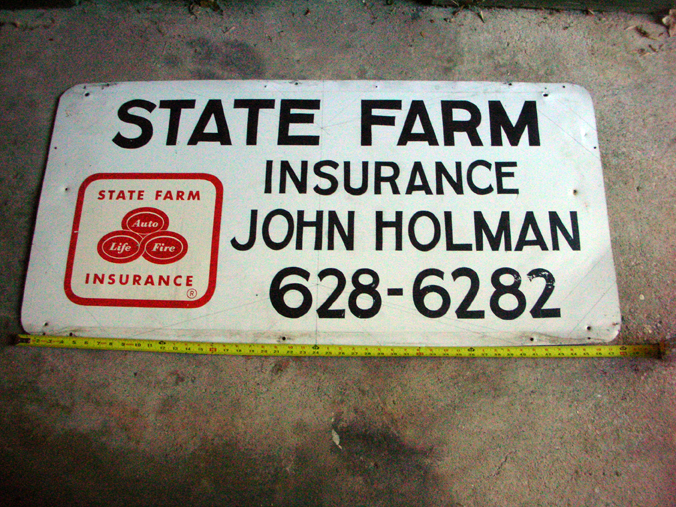 STATE FARM
INSURANCE
JOHN HOLMAN
628-6282
STATE FARM
Auto
Life Fire
INSURANCE
®